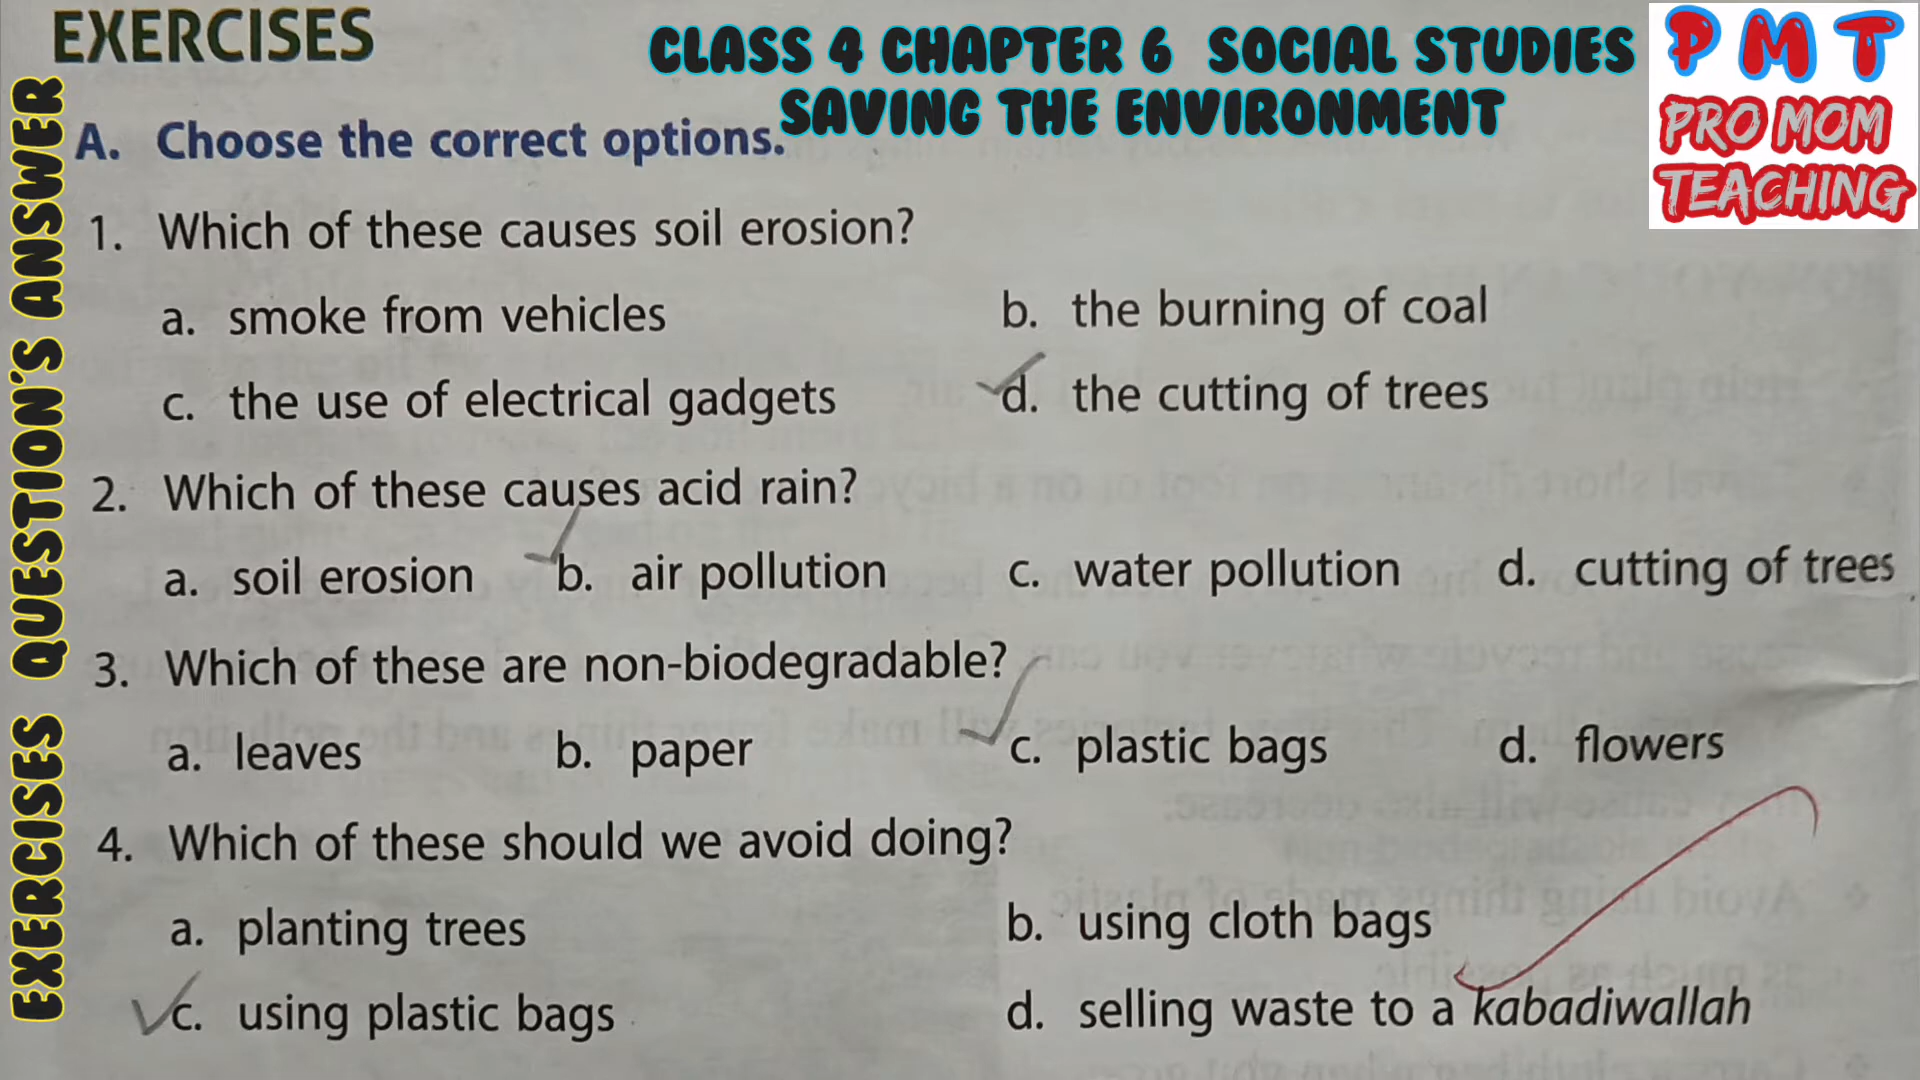 EXERCISES
CLASS 4 CHAPTER 6 SOCIAL STUDIES
SAVING THE ENVIRONMENT
P M T
PRO MOM
TEACHING
EXERCISES QUESTION'S ANSWER
A. Choose the correct options.
1. Which of these causes soil erosion?
a. smoke from vehicles b. the burning of coal
c. the use of electrical gadgets d. the cutting of trees
2. Which of these causes acid rain?
a. soil erosion b. air pollution c. water pollution d. cutting of trees
3. Which of these are non-biodegradable?
a. leaves b. paper c. plastic bags d. flowers
4. Which of these should we avoid doing?
a. planting trees b. using cloth bags
c. using plastic bags d. selling waste to a kabadiwallah